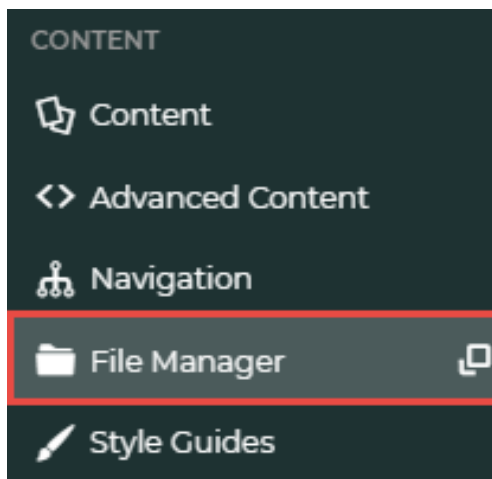 CONTENT
Content
Advanced Content
Navigation
File Manager
Style Guides